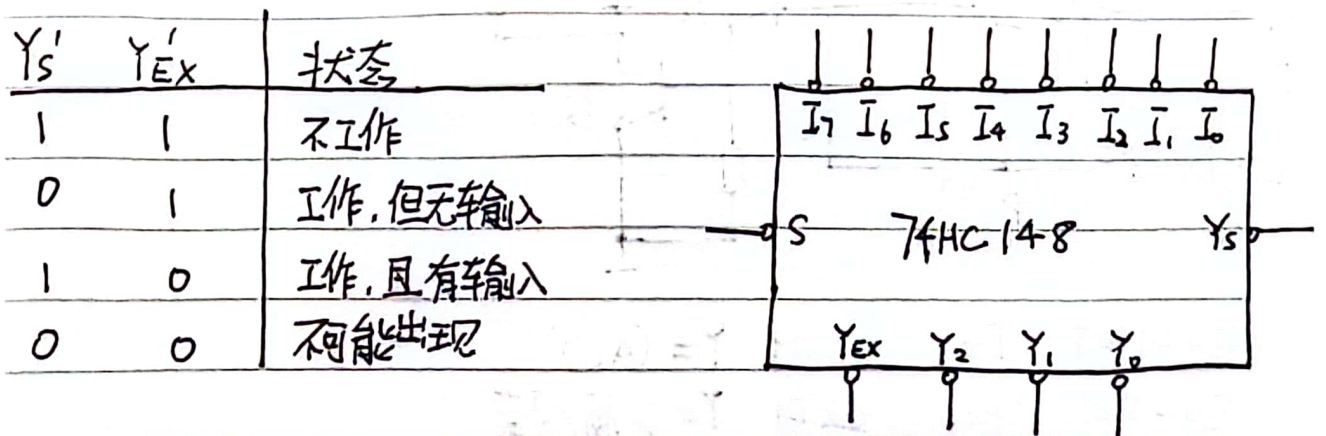 Y'S Y'EX 状态
1 1 不工作
0 1 工作,但无输入
1 0 工作,且有输入
0 0 不可能出现
I7 I6 I5 I4 I3 I2 I1 I0
S 74HC148 YS
YEX Y2 Y1 Y0